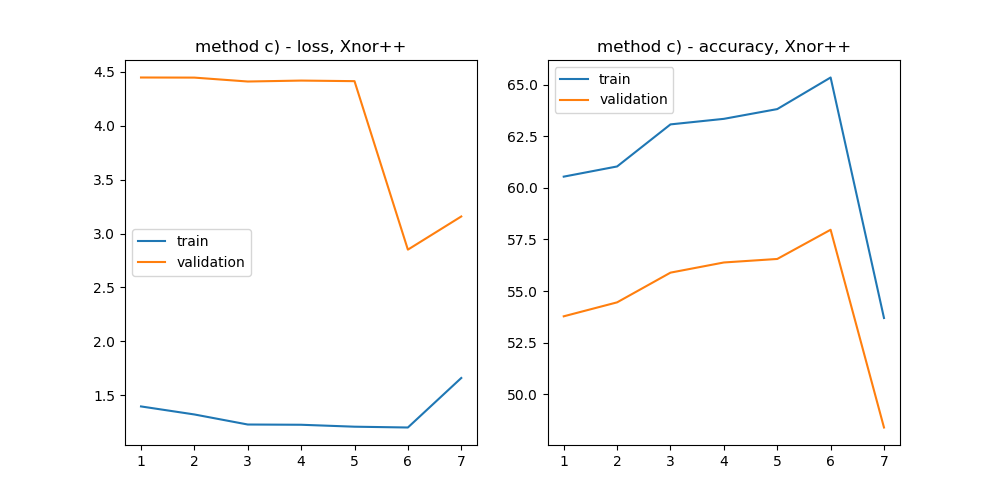 method c) - loss, Xnor++
4.5
4.0
3.5
3.0
2.5
2.0
1.5
train
validation
1 2 3 4 5 6 7
method c) - accuracy, Xnor++
train
validation
65.0
62.5
60.0
57.5
55.0
52.5
50.0
1 2 3 4 5 6 7